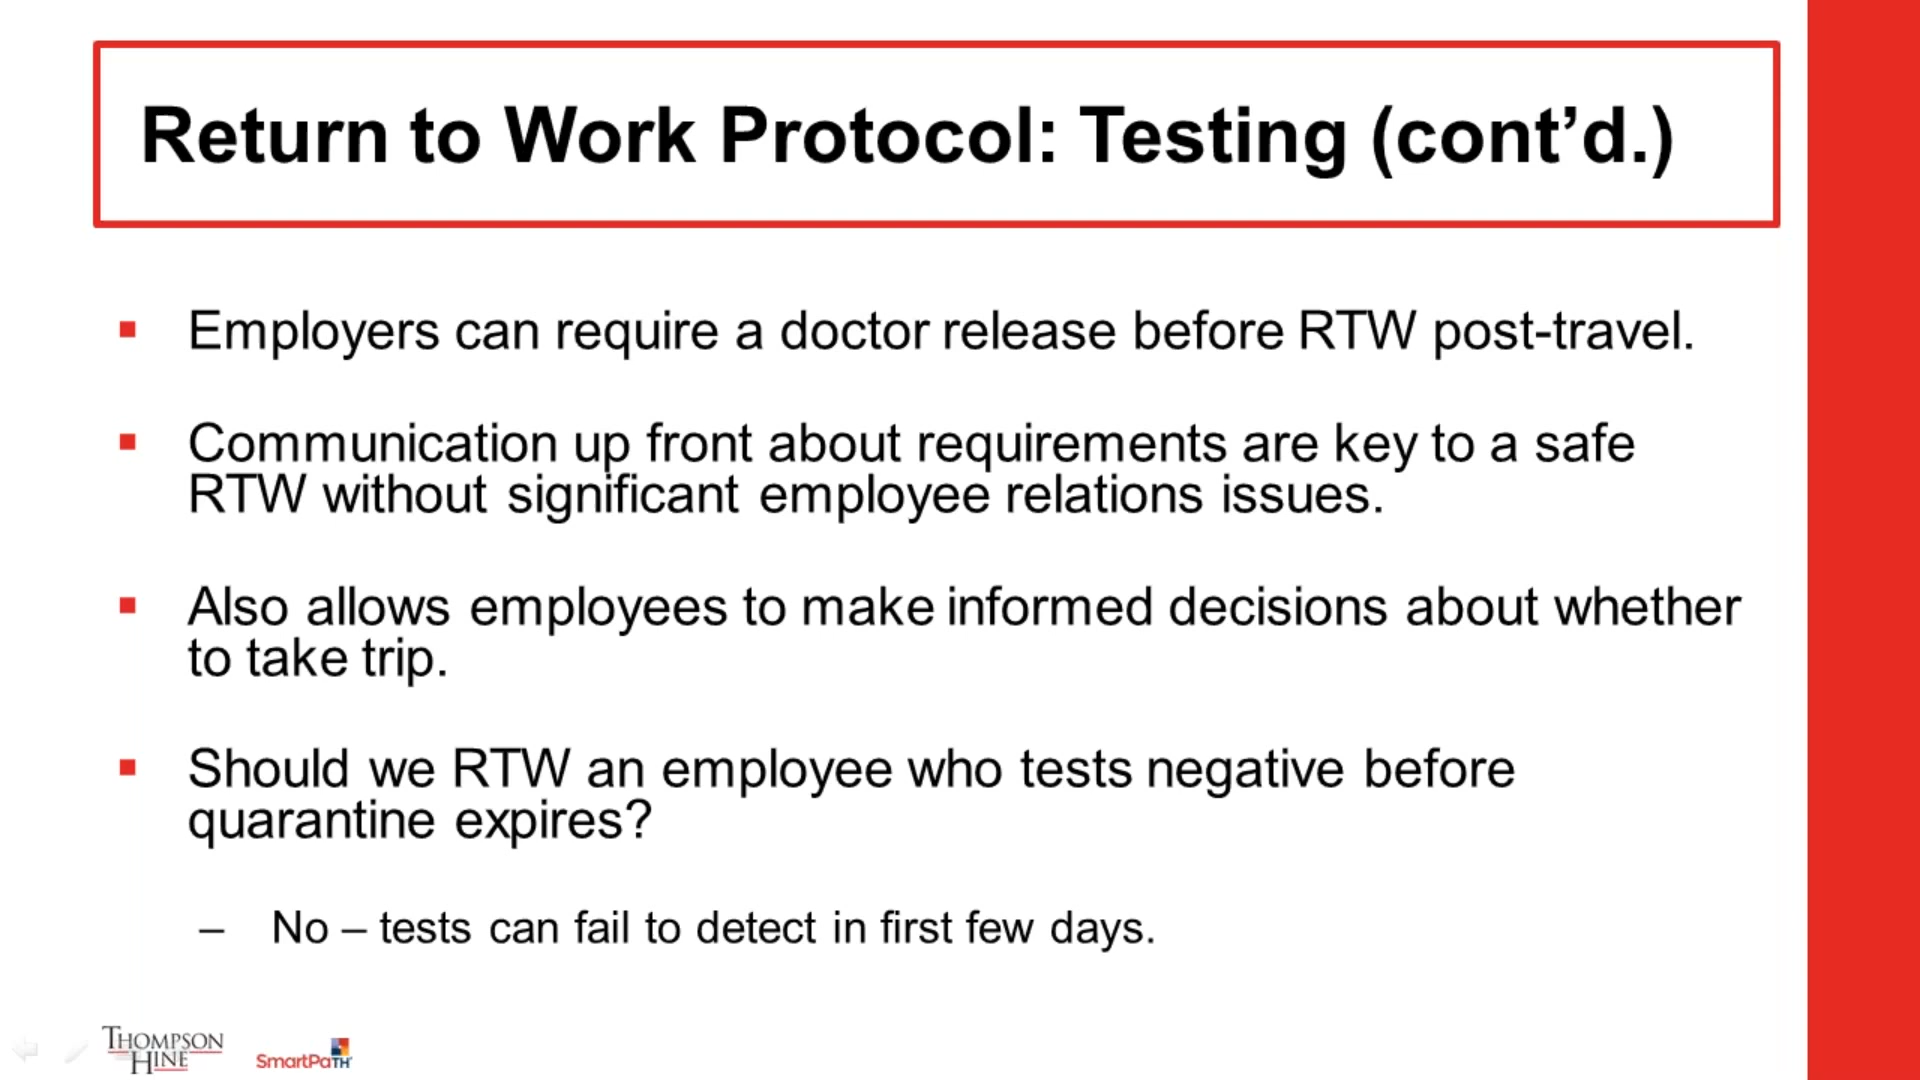 Return to Work Protocol: Testing (cont’d.)
▪ Employers can require a doctor release before RTW post-travel.
▪ Communication up front about requirements are key to a safe
RTW without significant employee relations issues.
▪ Also allows employees to make informed decisions about whether
to take trip.
▪ Should we RTW an employee who tests negative before
quarantine expires?
– No – tests can fail to detect in first few days.
THOMPSON
HINE
SmartPaTH